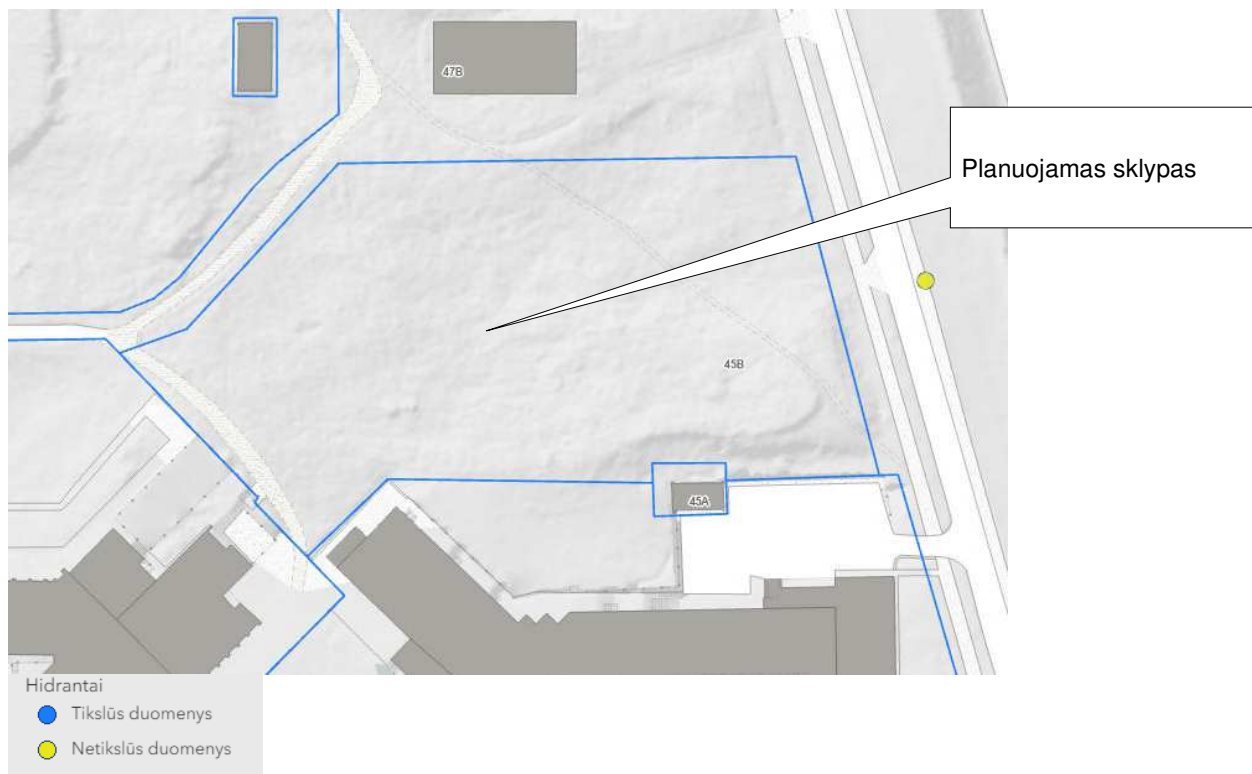 47B
Planuojamas sklypas
45B
45A
Hidrantai
Tikslūs duomenys
Netikslūs duomenys